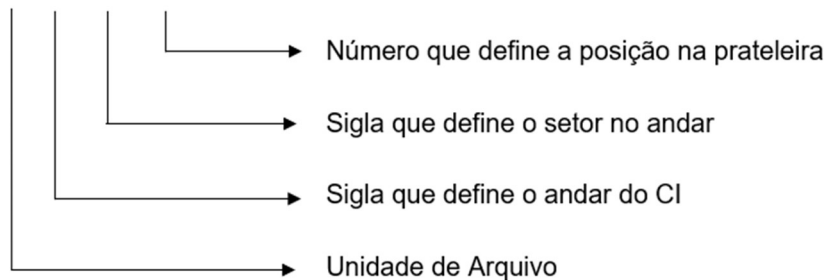 Número que define a posição na prateleira
Sigla que define o setor no andar
Sigla que define o andar do CI
Unidade de Arquivo